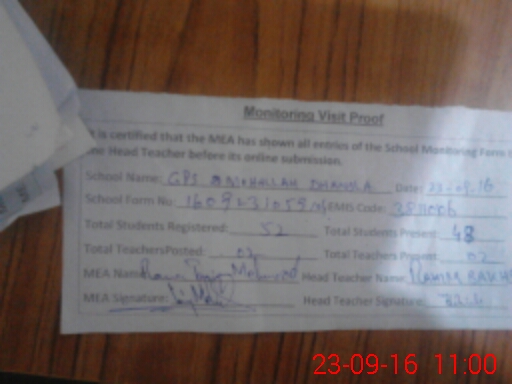 Monitoring Visit Proof
It is certified that the MEA has shown all entries of the School Monitoring Form
Head Teacher before its online submission.
School Name: GPS Date: 23-09-16
School Form No EMIS Code:
Total Students Registered: 52 Total Students Present: 48
Total Teachers Posted: 02 Total Teachers Present: 02
MEA Name: Head Teacher Name: RAHIM
MEA Signature: Head Teacher Signature:
23-09-16 11:00